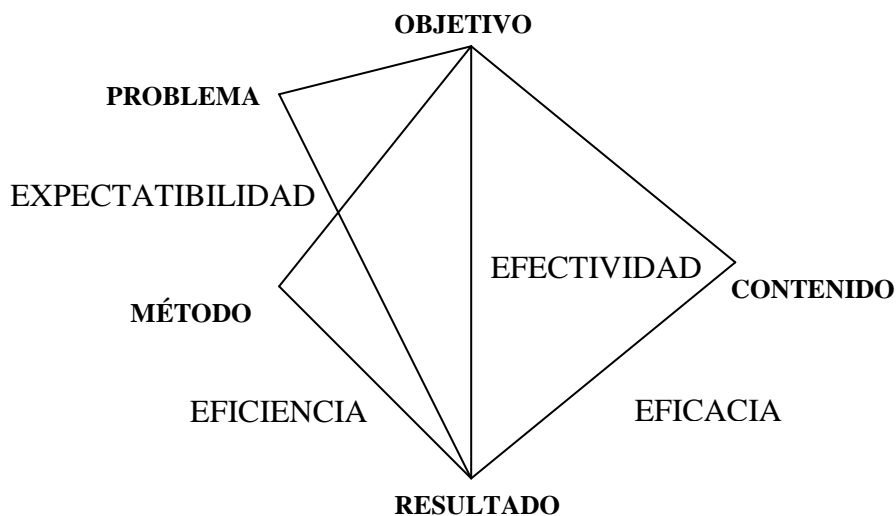 OBJETIVO
PROBLEMA
EXPECTATIBILIDAD
EFECTIVIDAD
CONTENIDO
MÉTODO
EFICIENCIA
EFICACIA
RESULTADO